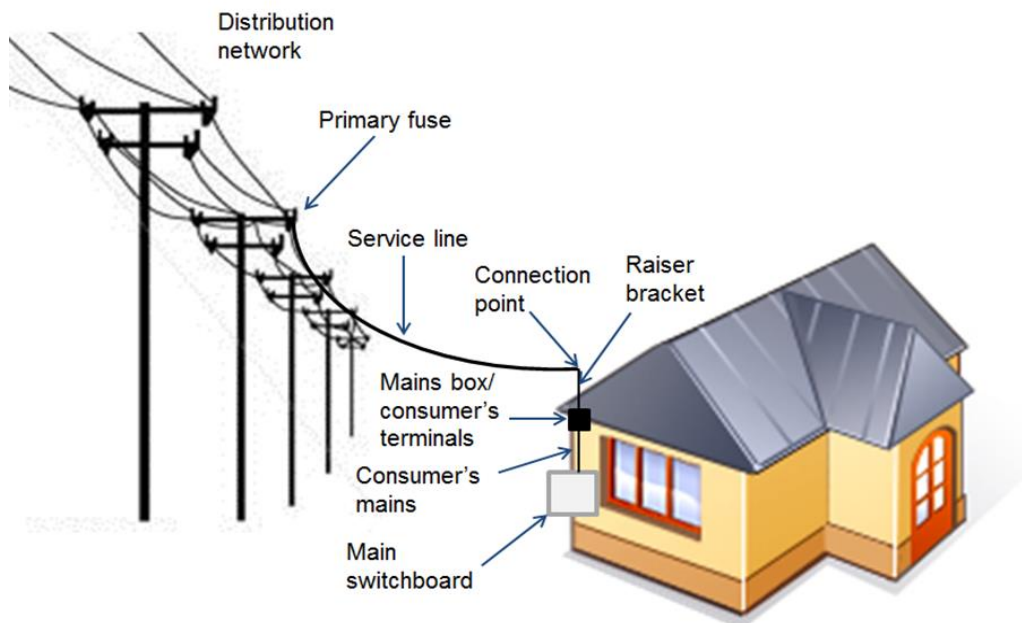 Distribution
network
Primary fuse
Service line
Connection
point
Raiser
bracket
Mains box/
consumer's
terminals
Consumer's
mains
Main
switchboard